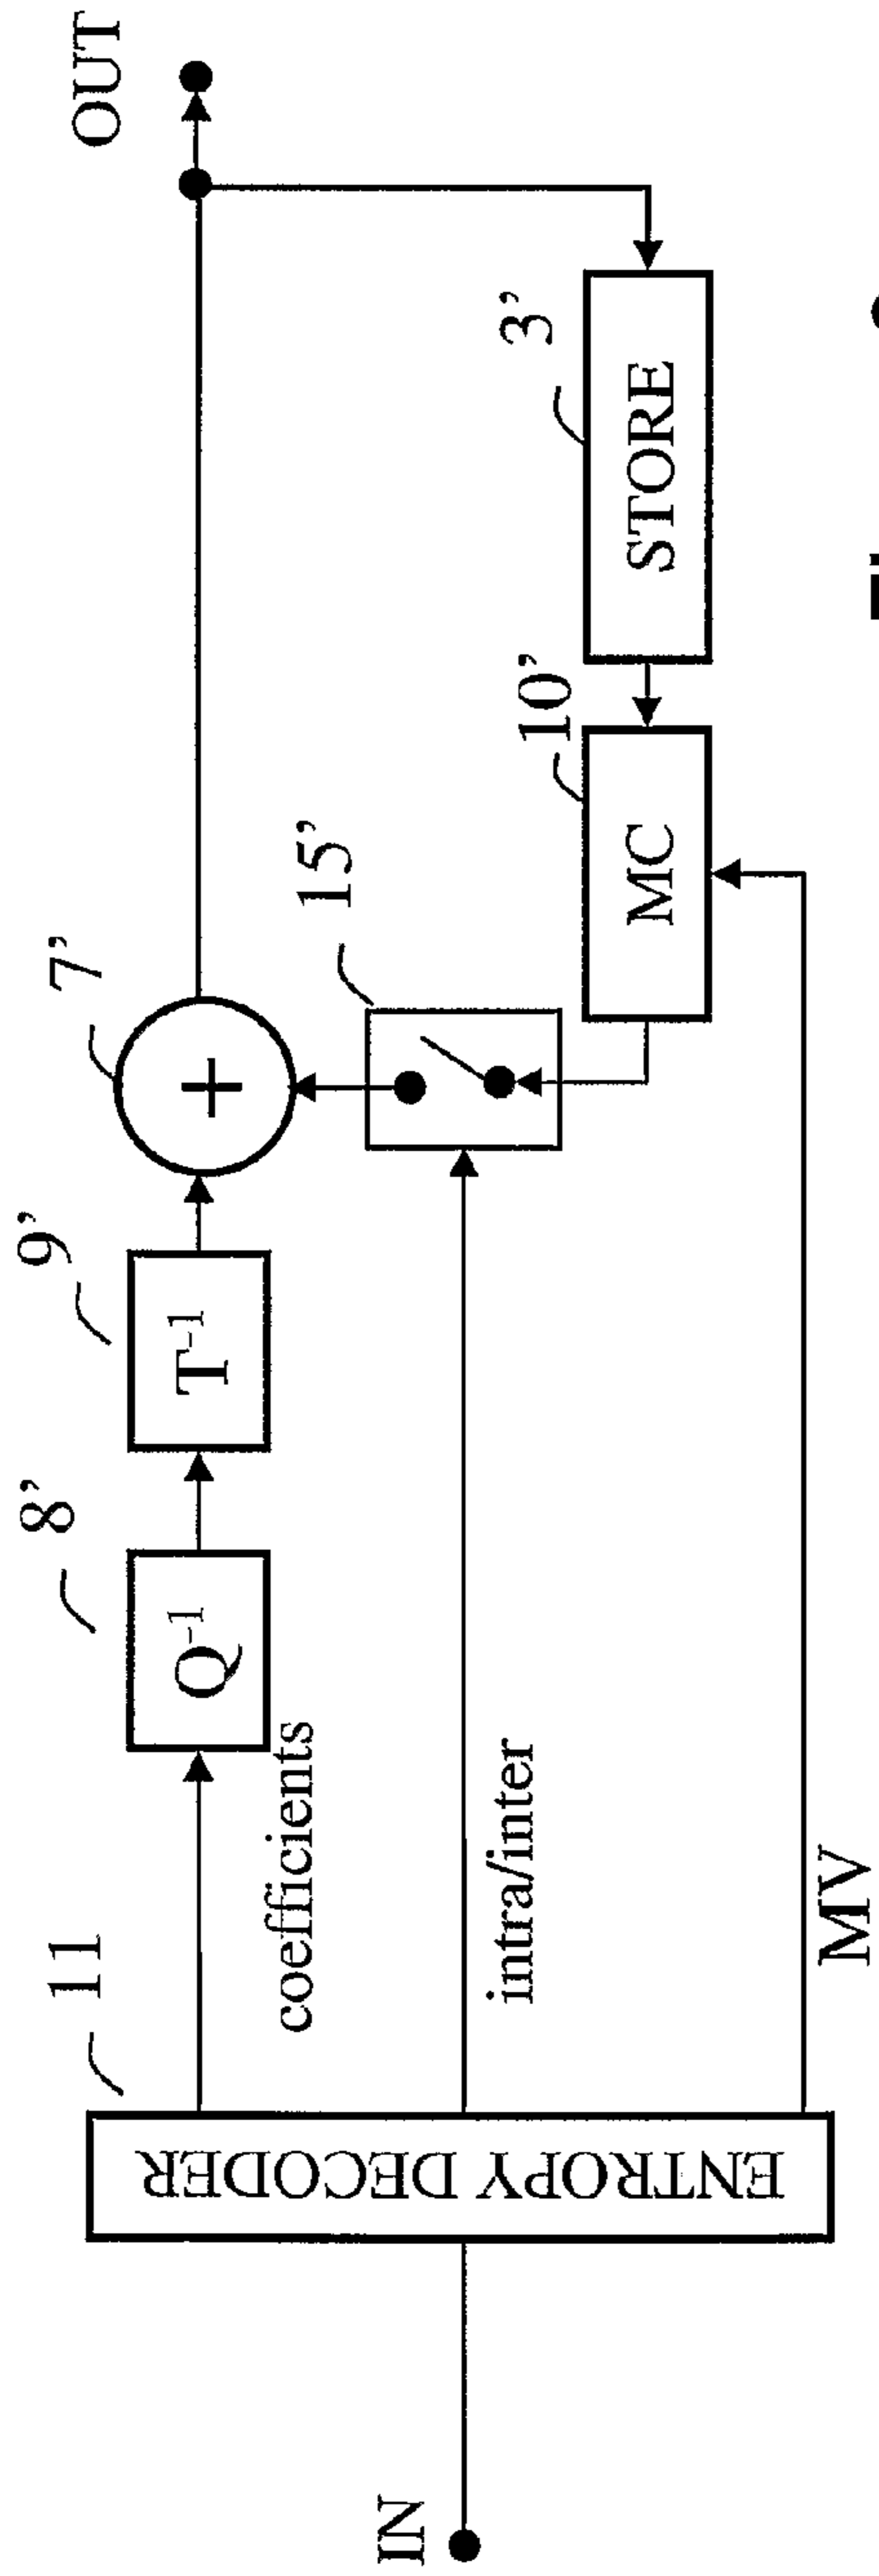 IN
ENTROPY DECODER
11
coefficients
intra/inter
MV
Q⁻¹
8’
T⁻¹
9’
+
7’
15’
MC
10’
STORE
3’
OUT